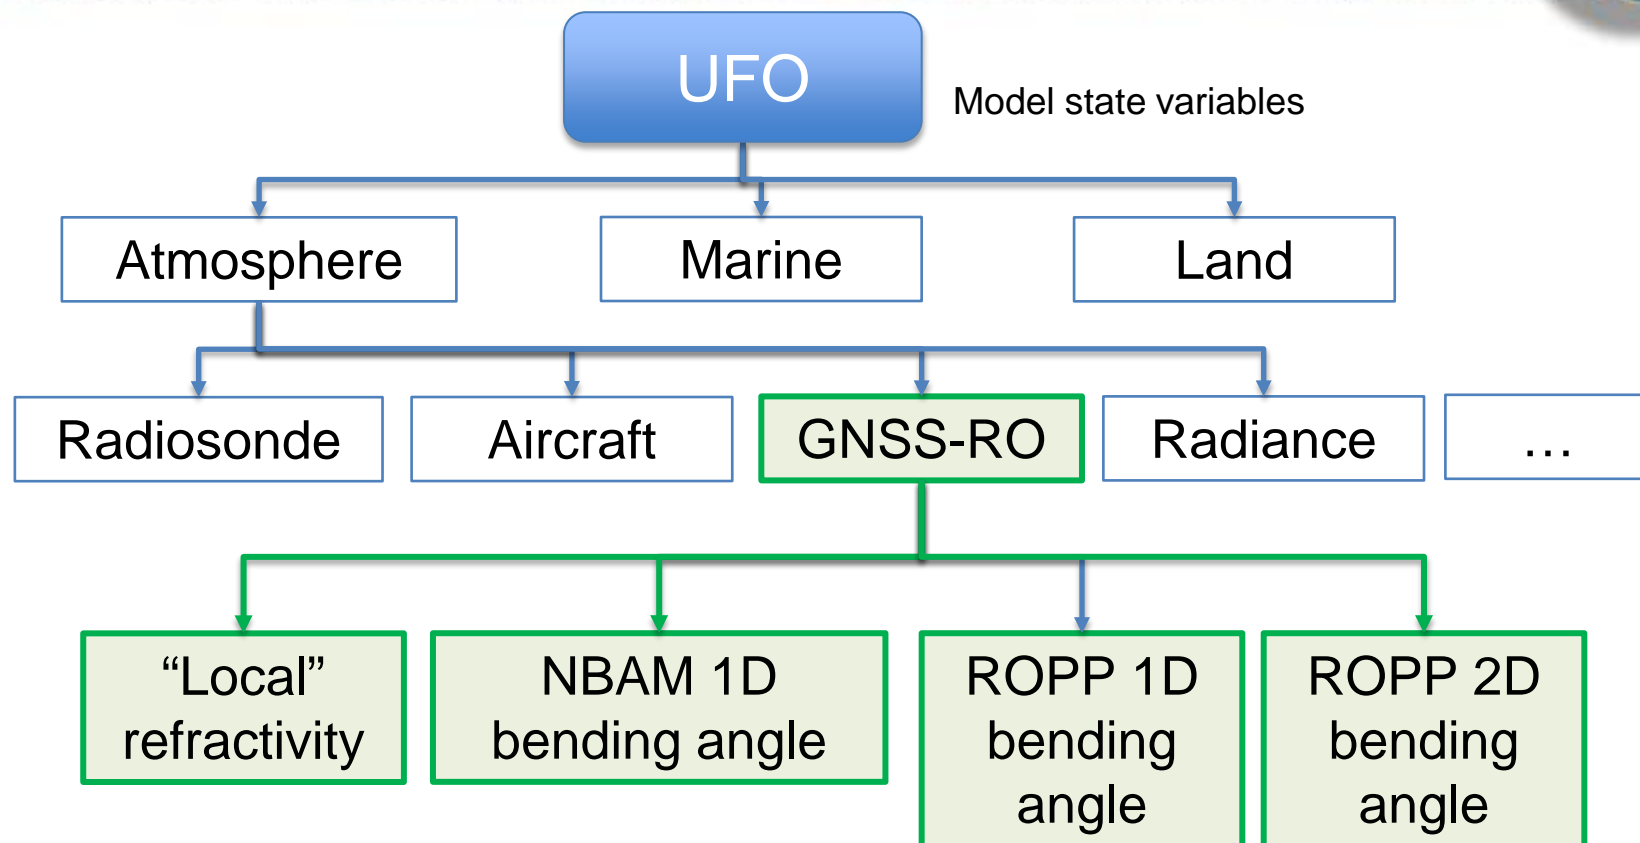 UFO
Model state variables
Atmosphere
Marine
Land
Radiosonde
Aircraft
GNSS-RO
Radiance
…
“Local”
refractivity
NBAM 1D
bending angle
ROPP 1D
bending
angle
ROPP 2D
bending
angle